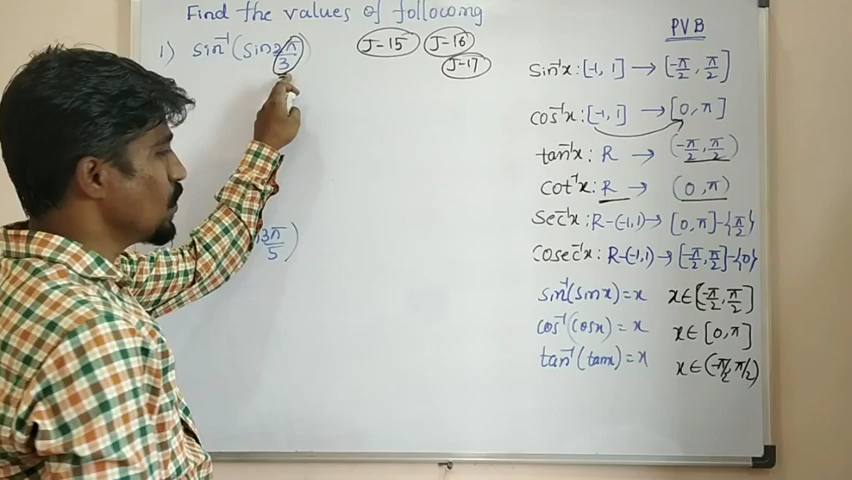 Find the values of following
1) sin⁻¹(sin 2π/3) J-15 J-16
J-17
3π/5)
PVB
sin⁻¹x : [-1, 1] → [-π/2, π/2]
cos⁻¹x : [-1, 1] → [0, π]
tan⁻¹x : R → (-π/2, π/2)
cot⁻¹x : R → (0, π)
Sec⁻¹x : R-(-1,1) → [0,π]-{π/2}
Cosec⁻¹x : R-(-1,1) → [-π/2, π/2]-{0}
sin⁻¹(sinx) = x x∈[-π/2, π/2]
cos⁻¹(cosx) = x x∈[0, π]
tan⁻¹(tanx) = x x∈(-π/2, π/2)